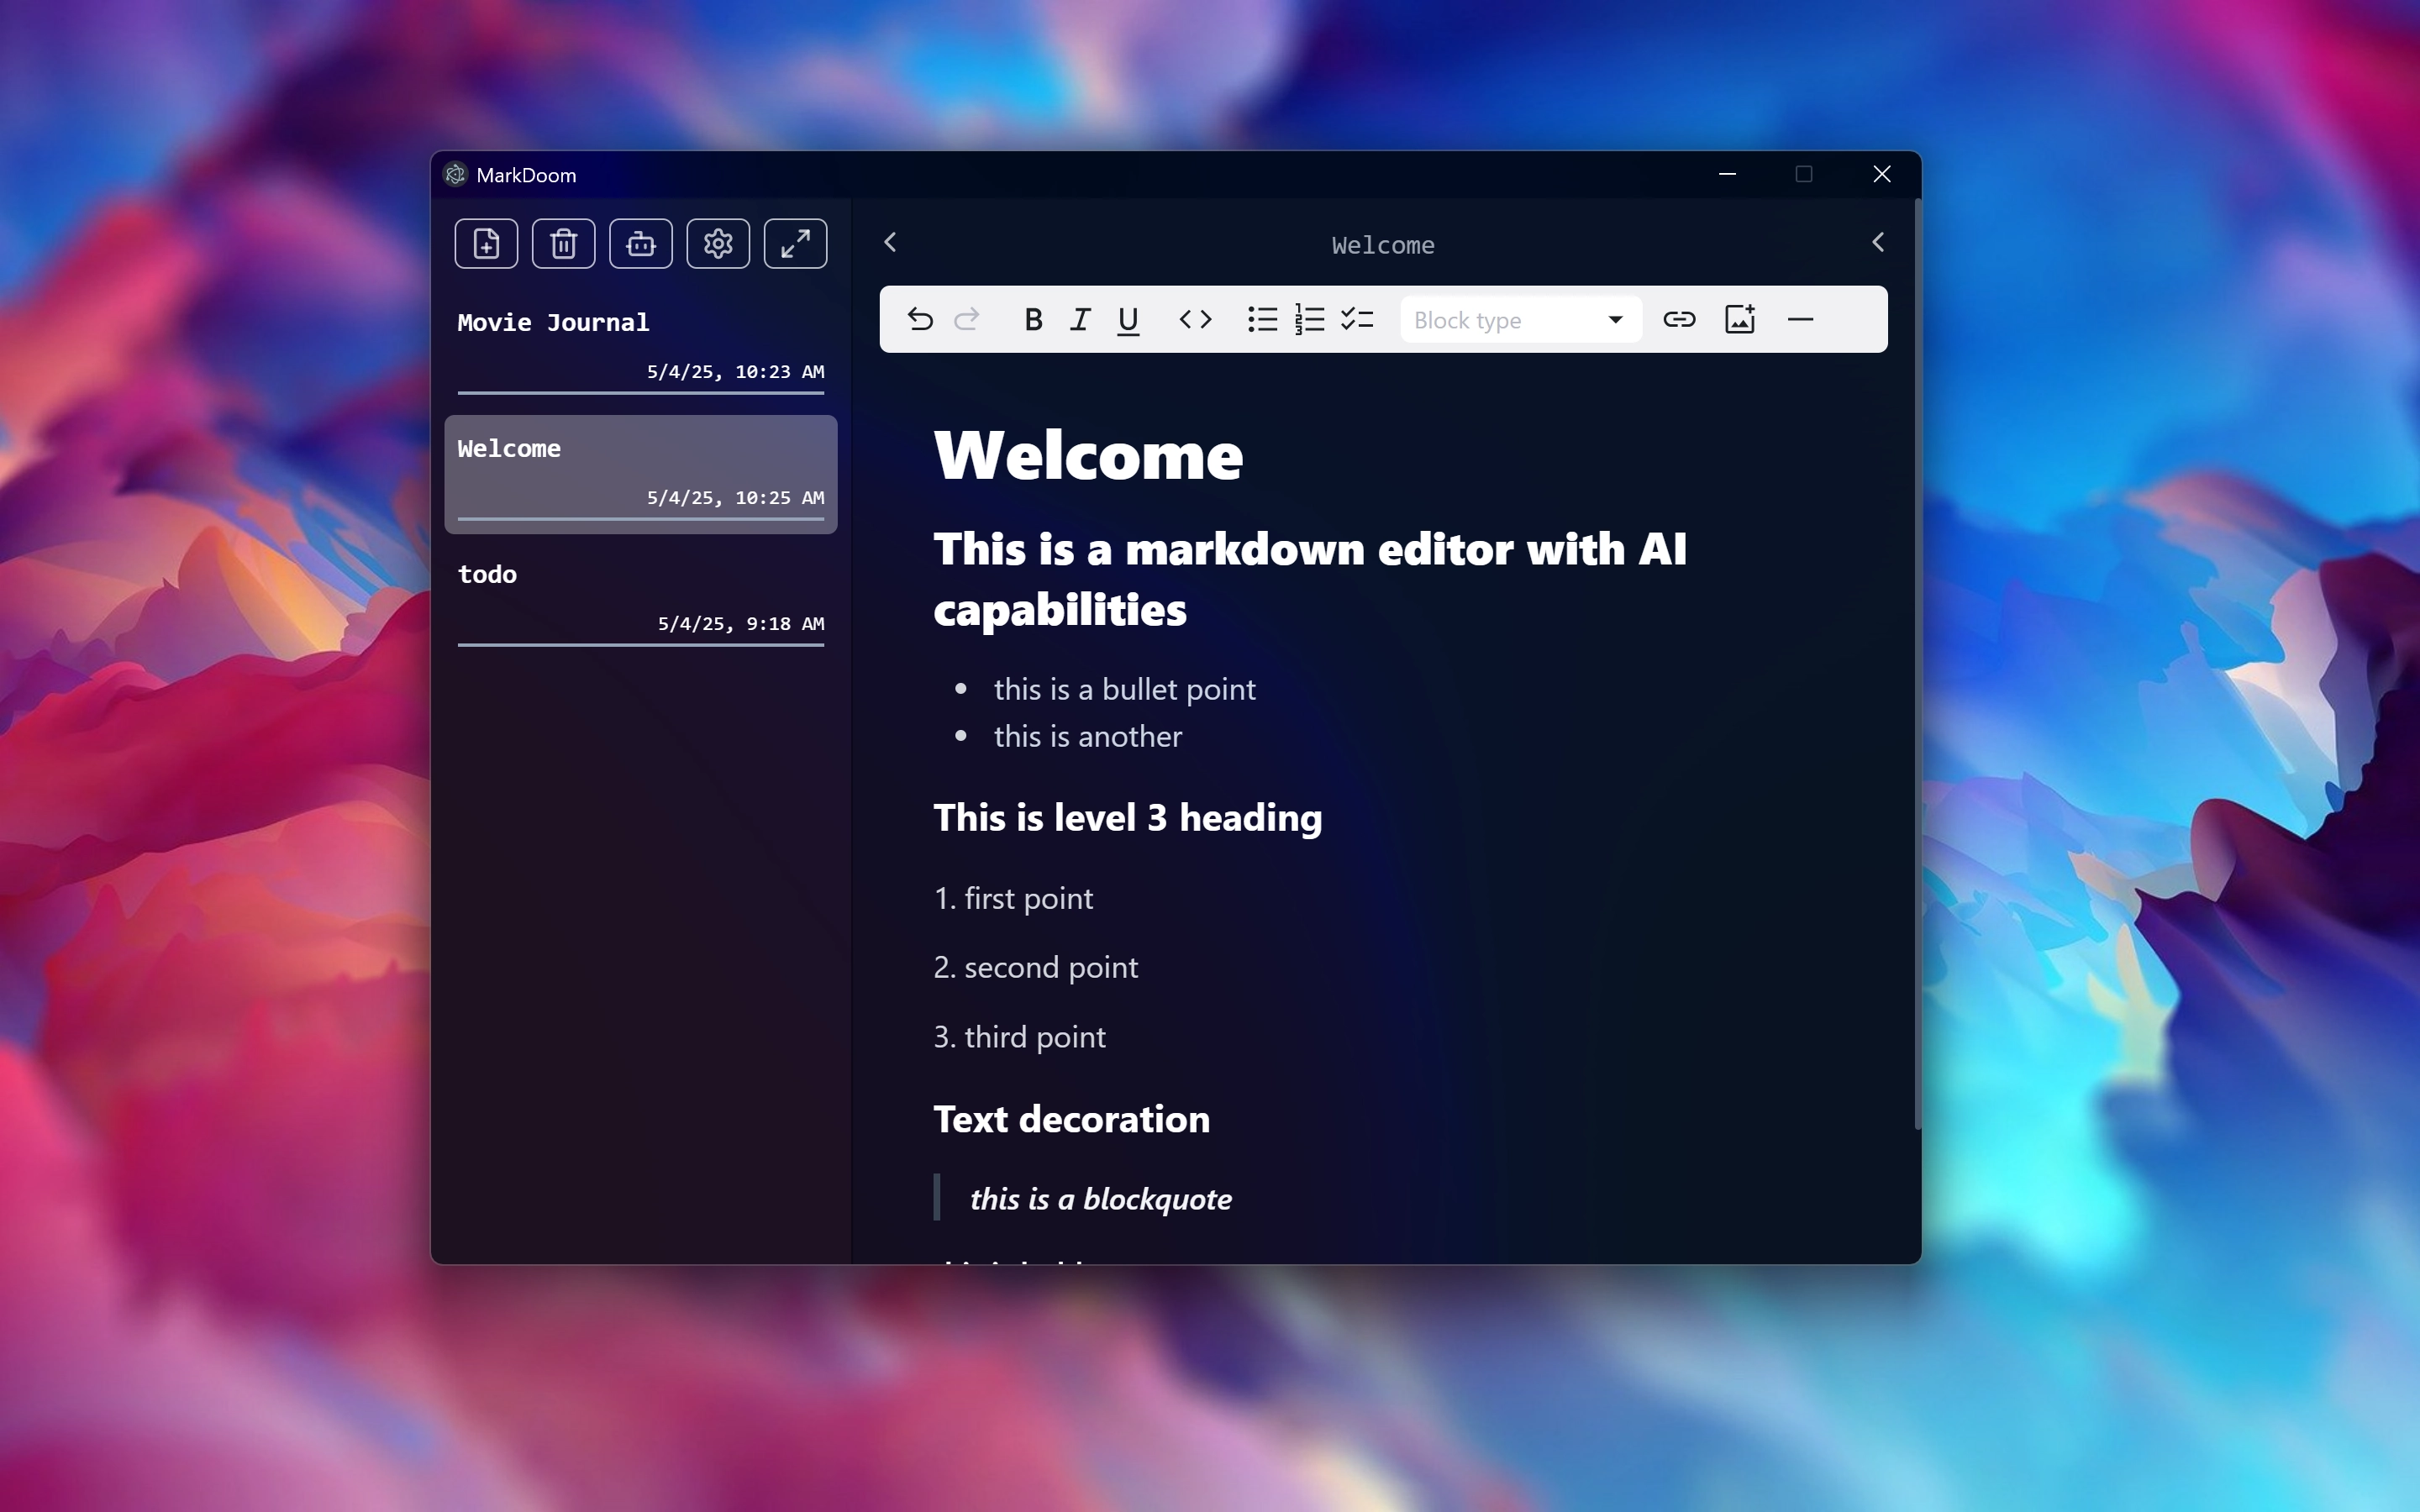 MarkDoom
Movie Journal
5/4/25, 10:23 AM
Welcome
5/4/25, 10:25 AM
todo
5/4/25, 9:18 AM
Welcome
B I U
Block type
Welcome
This is a markdown editor with AI
capabilities
• this is a bullet point
• this is another
This is level 3 heading
1. first point
2. second point
3. third point
Text decoration
this is a blockquote